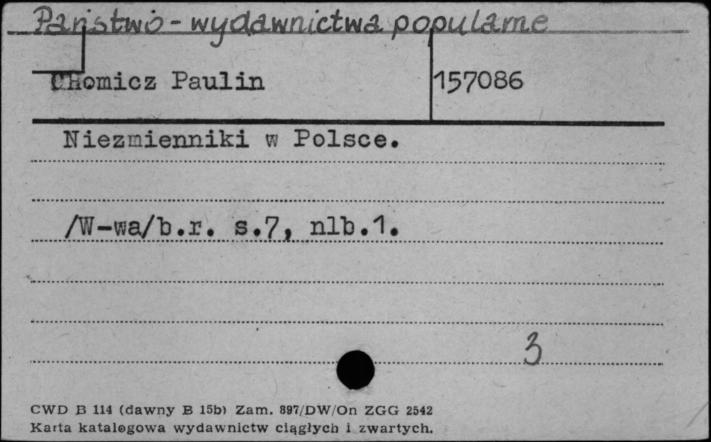 Państwo - wydawnictwa popularne
CHomicz Paulin
157086
Niezmienniki w Polsce.
/W-wa/b.r. s.7, nlb.1.
3
CWD B 114 (dawny B 15b) Zam. 897/DW/On ZGG 2542
Karta katalogowa wydawnictw ciągłych i zwartych.